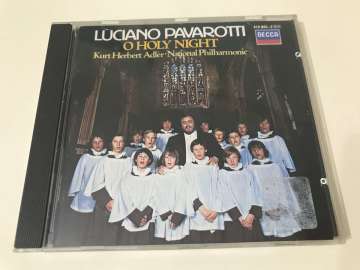 LUCIANO PAVAROTTI
O HOLY NIGHT
Kurt Herbert Adler·National Philharmonic
DECCA